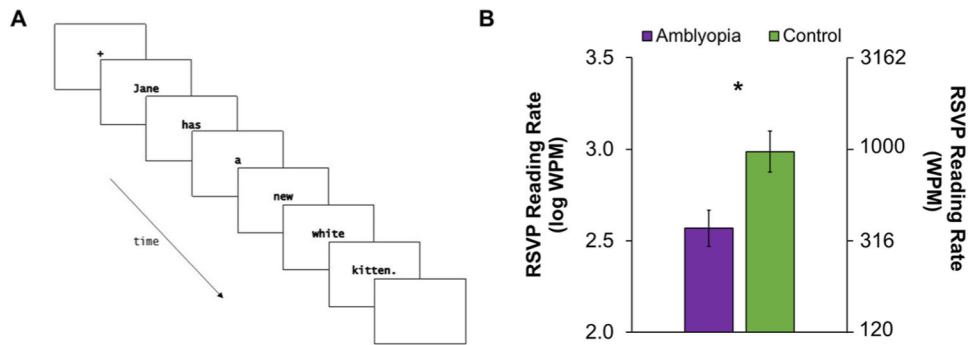 A
+
Jane
has
a
new
white
kitten.
time
B
Amblyopia Control
RSVP Reading Rate
(log WPM)
3.5
3.0
2.5
2.0
*
3162
1000
316
120
RSVP Reading Rate
(WPM)